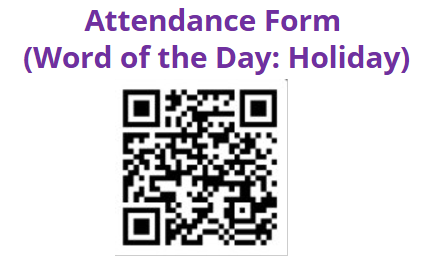 Attendance Form
(Word of the Day: Holiday)